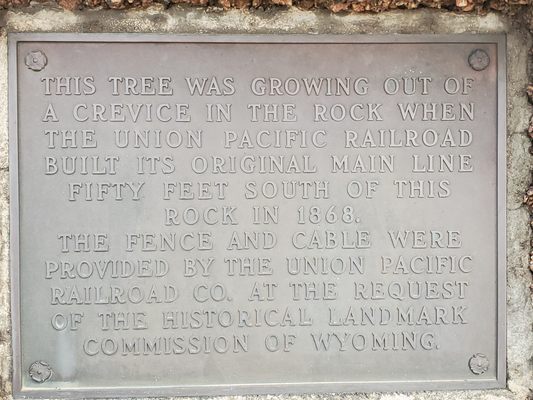 THIS TREE WAS GROWING OUT OF
A CREVICE IN THE ROCK WHEN
THE UNION PACIFIC RAILROAD
BUILT ITS ORIGINAL MAIN LINE
FIFTY FEET SOUTH OF THIS
ROCK IN 1868.
THE FENCE AND CABLE WERE
PROVIDED BY THE UNION PACIFIC
RAILROAD CO. AT THE REQUEST
OF THE HISTORICAL LANDMARK
COMMISSION OF WYOMING.